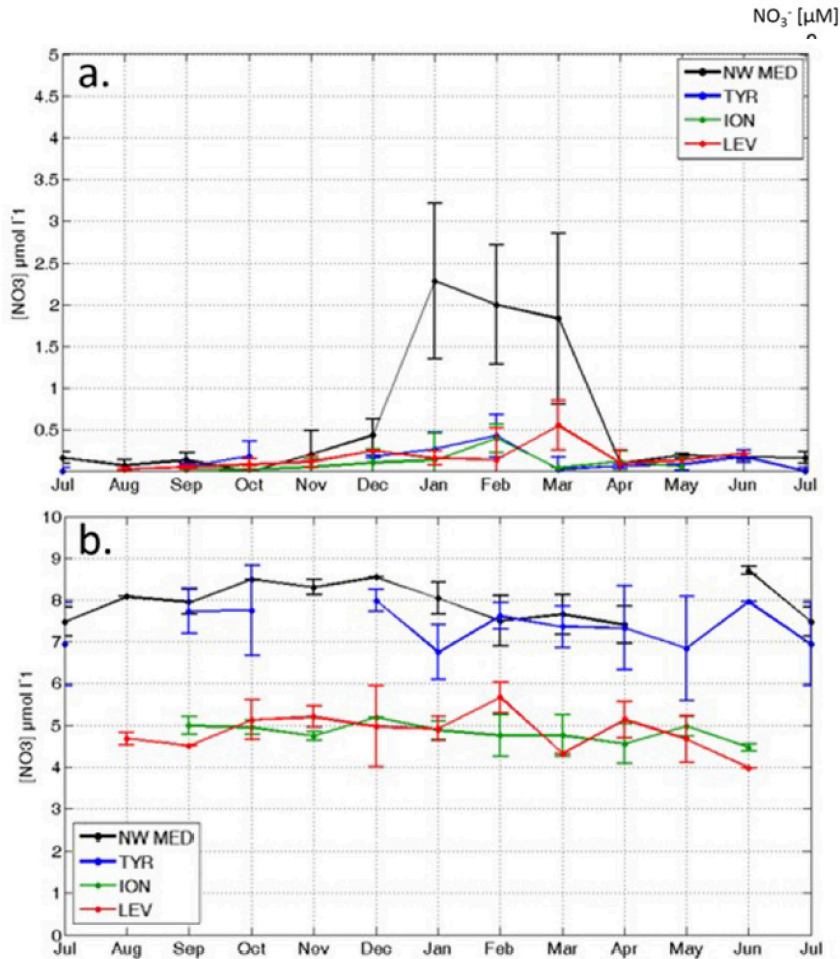 NO₃⁻ [µM]
a.
5
4.5
4
3.5
3
2.5
2
1.5
1
0.5
[NO3] µmol l⁻1
NW MED
TYR
ION
LEV
Jul Aug Sep Oct Nov Dec Jan Feb Mar Apr May Jun Jul
b.
10
9
8
7
6
5
4
3
2
1
0
[NO3] µmol l⁻1
NW MED
TYR
ION
LEV
Jul Aug Sep Oct Nov Dec Jan Feb Mar Apr May Jun Jul